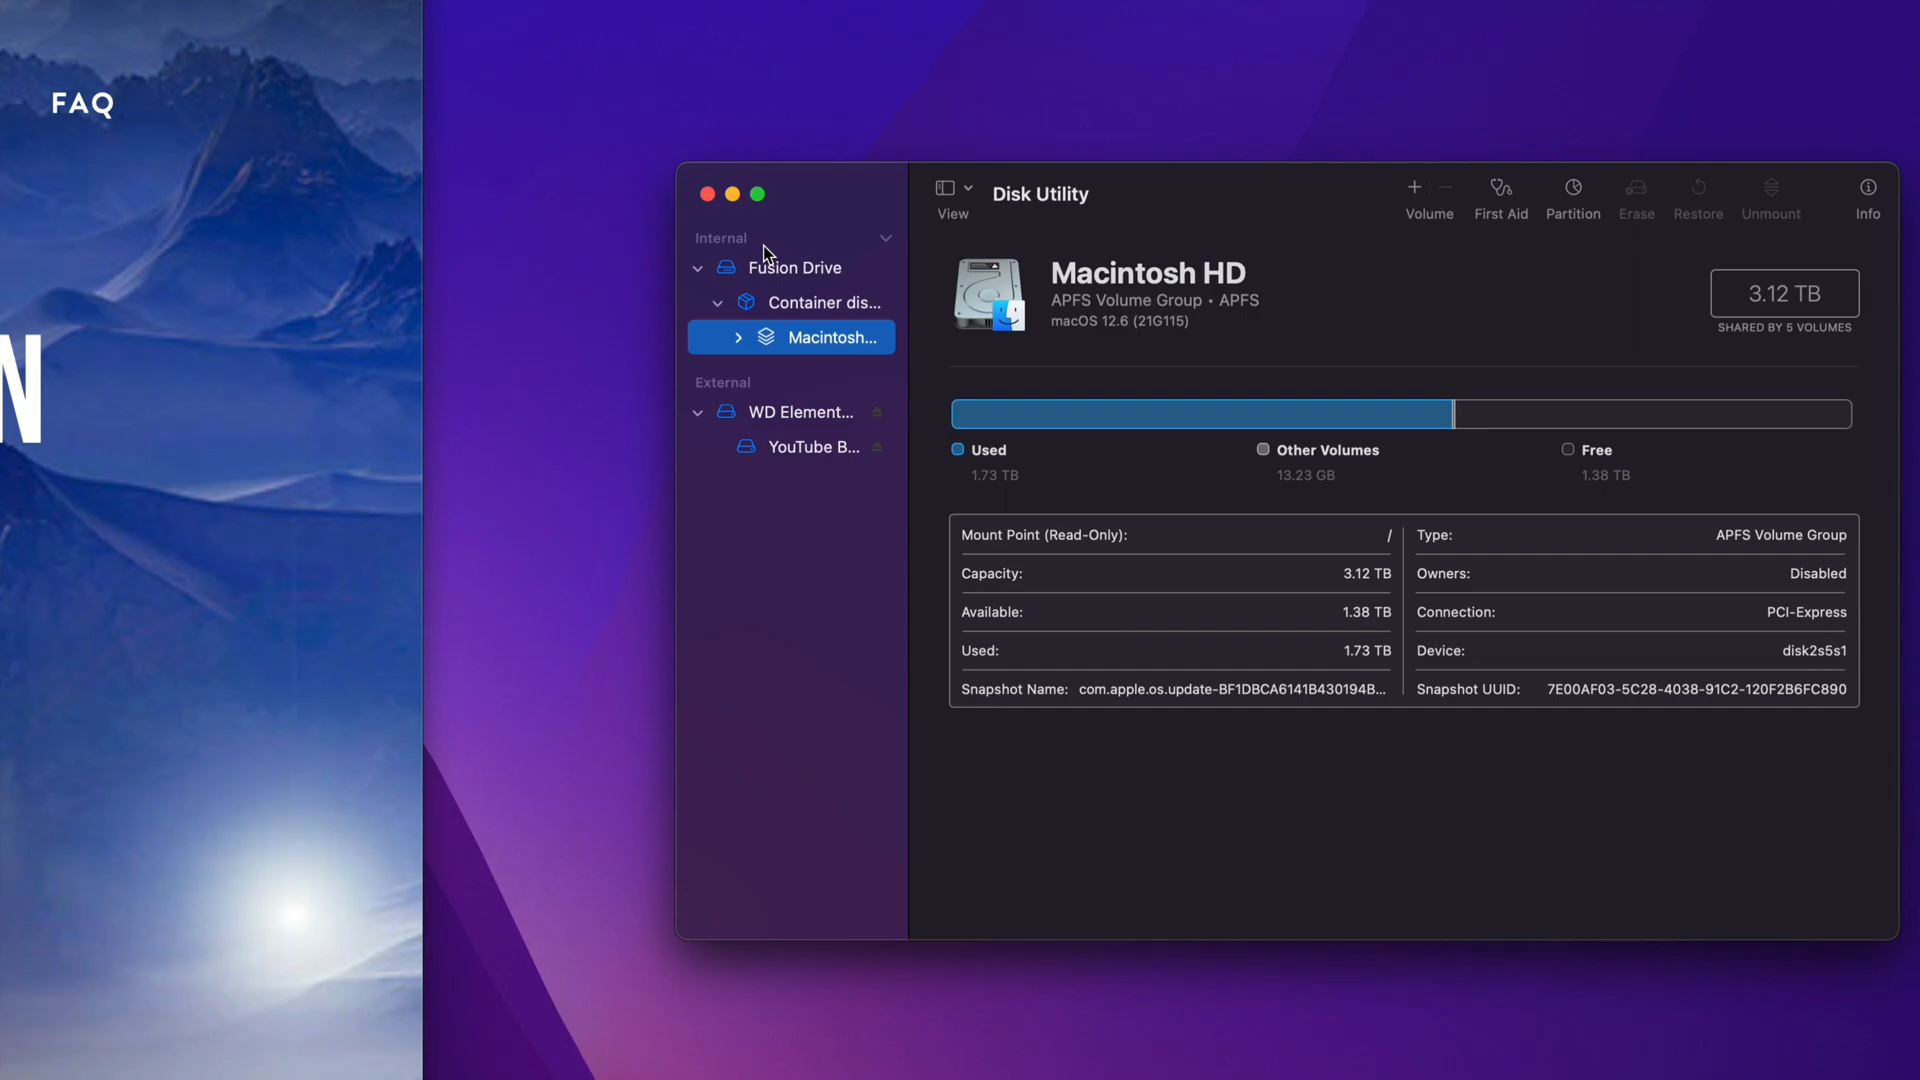 FAQ
N
Disk Utility
View
Volume
First Aid
Partition
Erase
Restore
Unmount
Info
Internal
Fusion Drive
Container dis...
Macintosh...
External
WD Element...
YouTube B...
Macintosh HD
APFS Volume Group • APFS
macOS 12.6 (21G115)
3.12 TB
SHARED BY 5 VOLUMES
Used
1.73 TB
Other Volumes
13.23 GB
Free
1.38 TB
Mount Point (Read-Only): /
Capacity: 3.12 TB
Available: 1.38 TB
Used: 1.73 TB
Snapshot Name: com.apple.os.update-BF1DBCA6141B430194B...
Type: APFS Volume Group
Owners: Disabled
Connection: PCI-Express
Device: disk2s5s1
Snapshot UUID: 7E00AF03-5C28-4038-91C2-120F2B6FC890